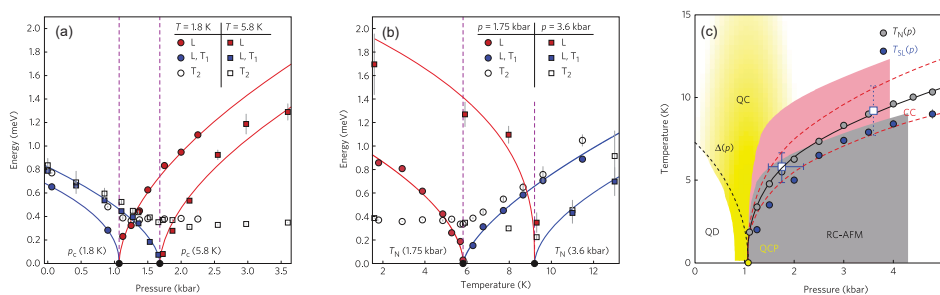 (a)
T = 1.8 K T = 5.8 K
L L
L, T1 L, T1
T2 T2
2.0
1.8
1.6
1.4
1.2
1.0
0.8
0.6
0.4
0.2
0.0
Energy (meV)
pc (1.8 K) pc (5.8 K)
0.0 0.5 1.0 1.5 2.0 2.5 3.0 3.5
Pressure (kbar)
(b)
p = 1.75 kbar p = 3.6 kbar
L L
L, T1 L, T1
T2 T2
2.0
1.8
1.6
1.4
1.2
1.0
0.8
0.6
0.4
0.2
0.0
Energy (meV)
TN (1.75 kbar) TN (3.6 kbar)
2 4 6 8 10 12
Temperature (K)
(c)
TN(p)
TSL(p)
15
10
5
0
Temperature (K)
QC
CC
Δ(p)
QD
QCP
RC-AFM
0 1 2 3 4
Pressure (kbar)